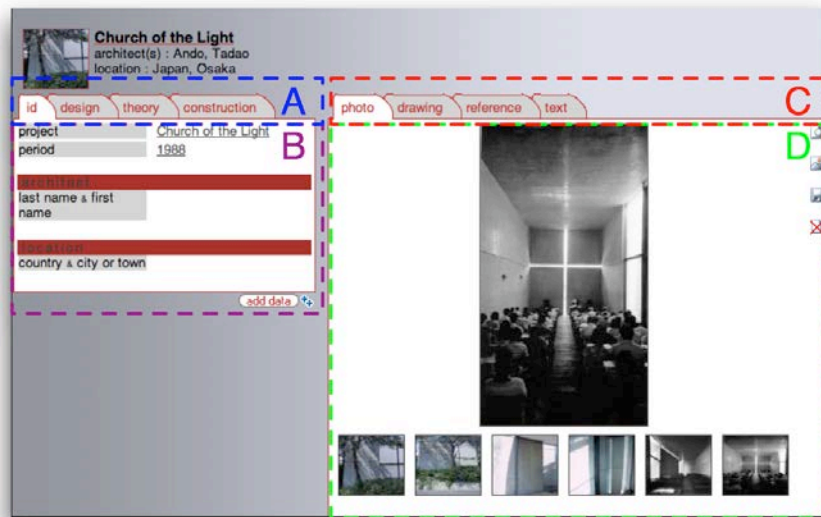 Church of the Light
architect(s) : Ando, Tadao
location : Japan, Osaka
id design theory construction A
photo drawing reference text C
project Church of the Light
B
period 1988
architect
last name & first
name
location
country & city or town
add data
D